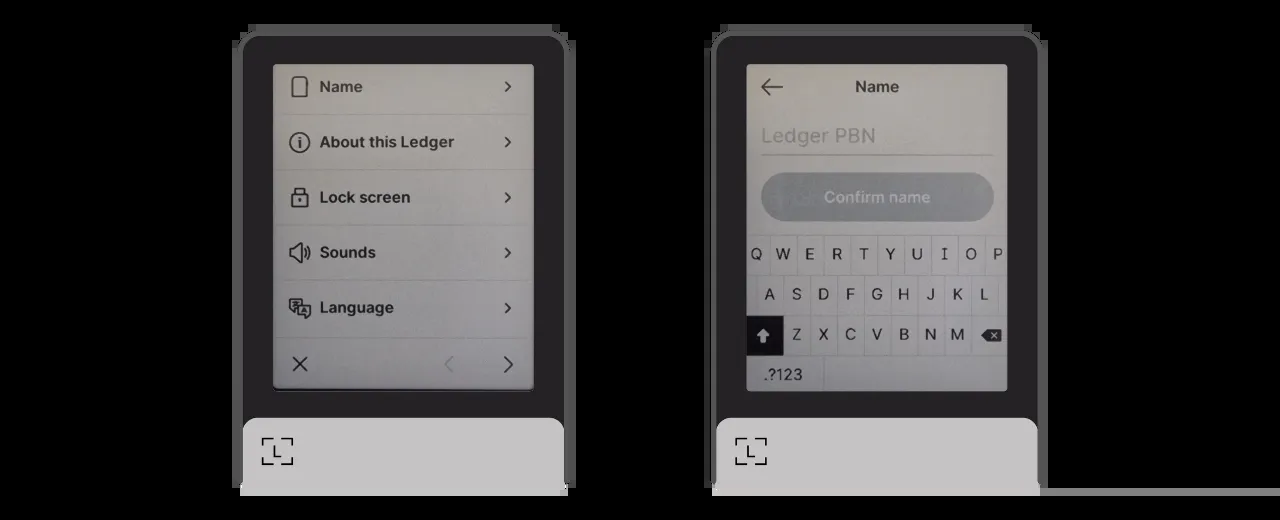 Name
About this Ledger
Lock screen
Sounds
Language
L
Name
Ledger PBN
Confirm name
Q W E R T Y U I O P
A S D F G H J K L
Z X C V B N M
.?123
L